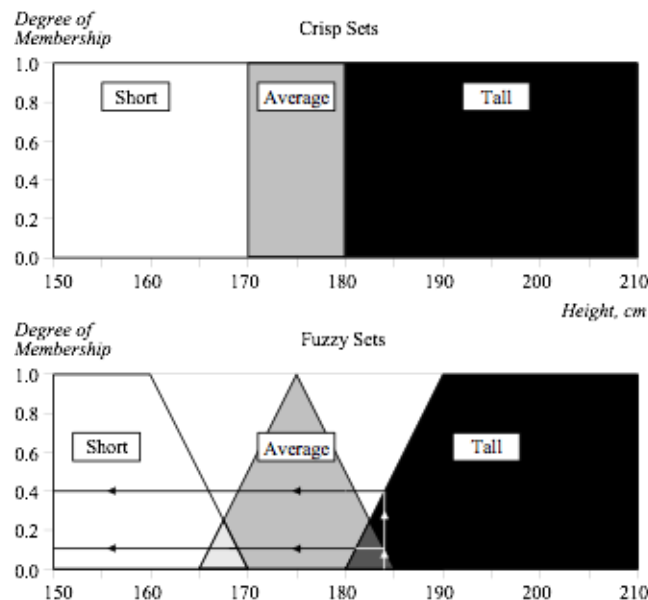 Degree of
Membership
Crisp Sets
1.0
Short
Average
Tall
0.8
0.6
0.4
0.2
0.0
150 160 170 180 190 200 210
Height, cm
Degree of
Membership
Fuzzy Sets
1.0
0.8
Short
Average
Tall
0.6
0.4
0.2
0.0
150 160 170 180 190 200 210